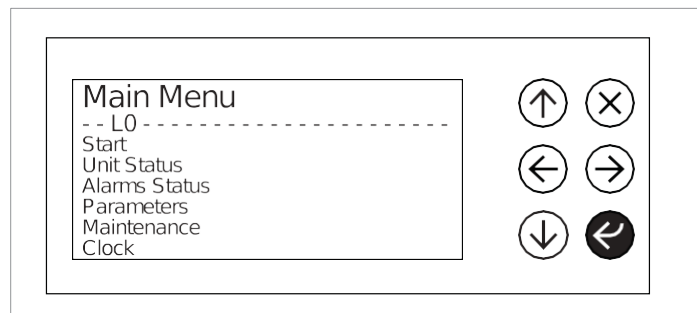 Main Menu
- - L0 - - - - - - - - - - - - - - - - - - - - - -
Start
Unit Status
Alarms Status
Parameters
Maintenance
Clock